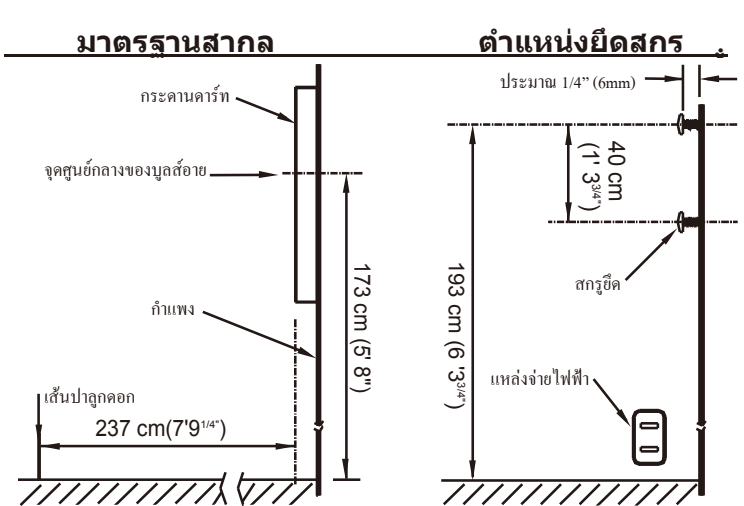 มาตรฐานสากล
กระดานดาร์ท
จุดศูนย์กลางของบูลส์อาย
173 cm (5' 8")
กำแพง
เส้นปาลูกดอก
237 cm(7'9 1/4")
ตำแหน่งยึดสกรู
ประมาณ 1/4” (6mm)
40 cm
(1' 3 3/4")
สกรูยึด
193 cm (6 '3 3/4")
แหล่งจ่ายไฟฟ้า